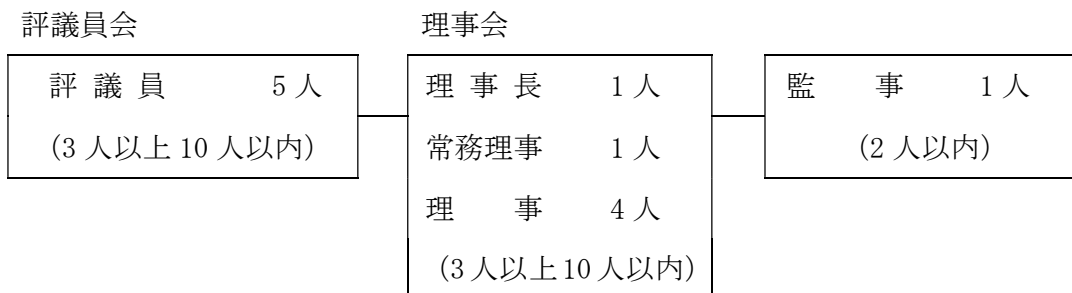 評議員会
評議員 5人
(3人以上10人以内)
理事会
理事長 1人
常務理事 1人
理事 4人
(3人以上10人以内)
監事 1人
(2人以内)